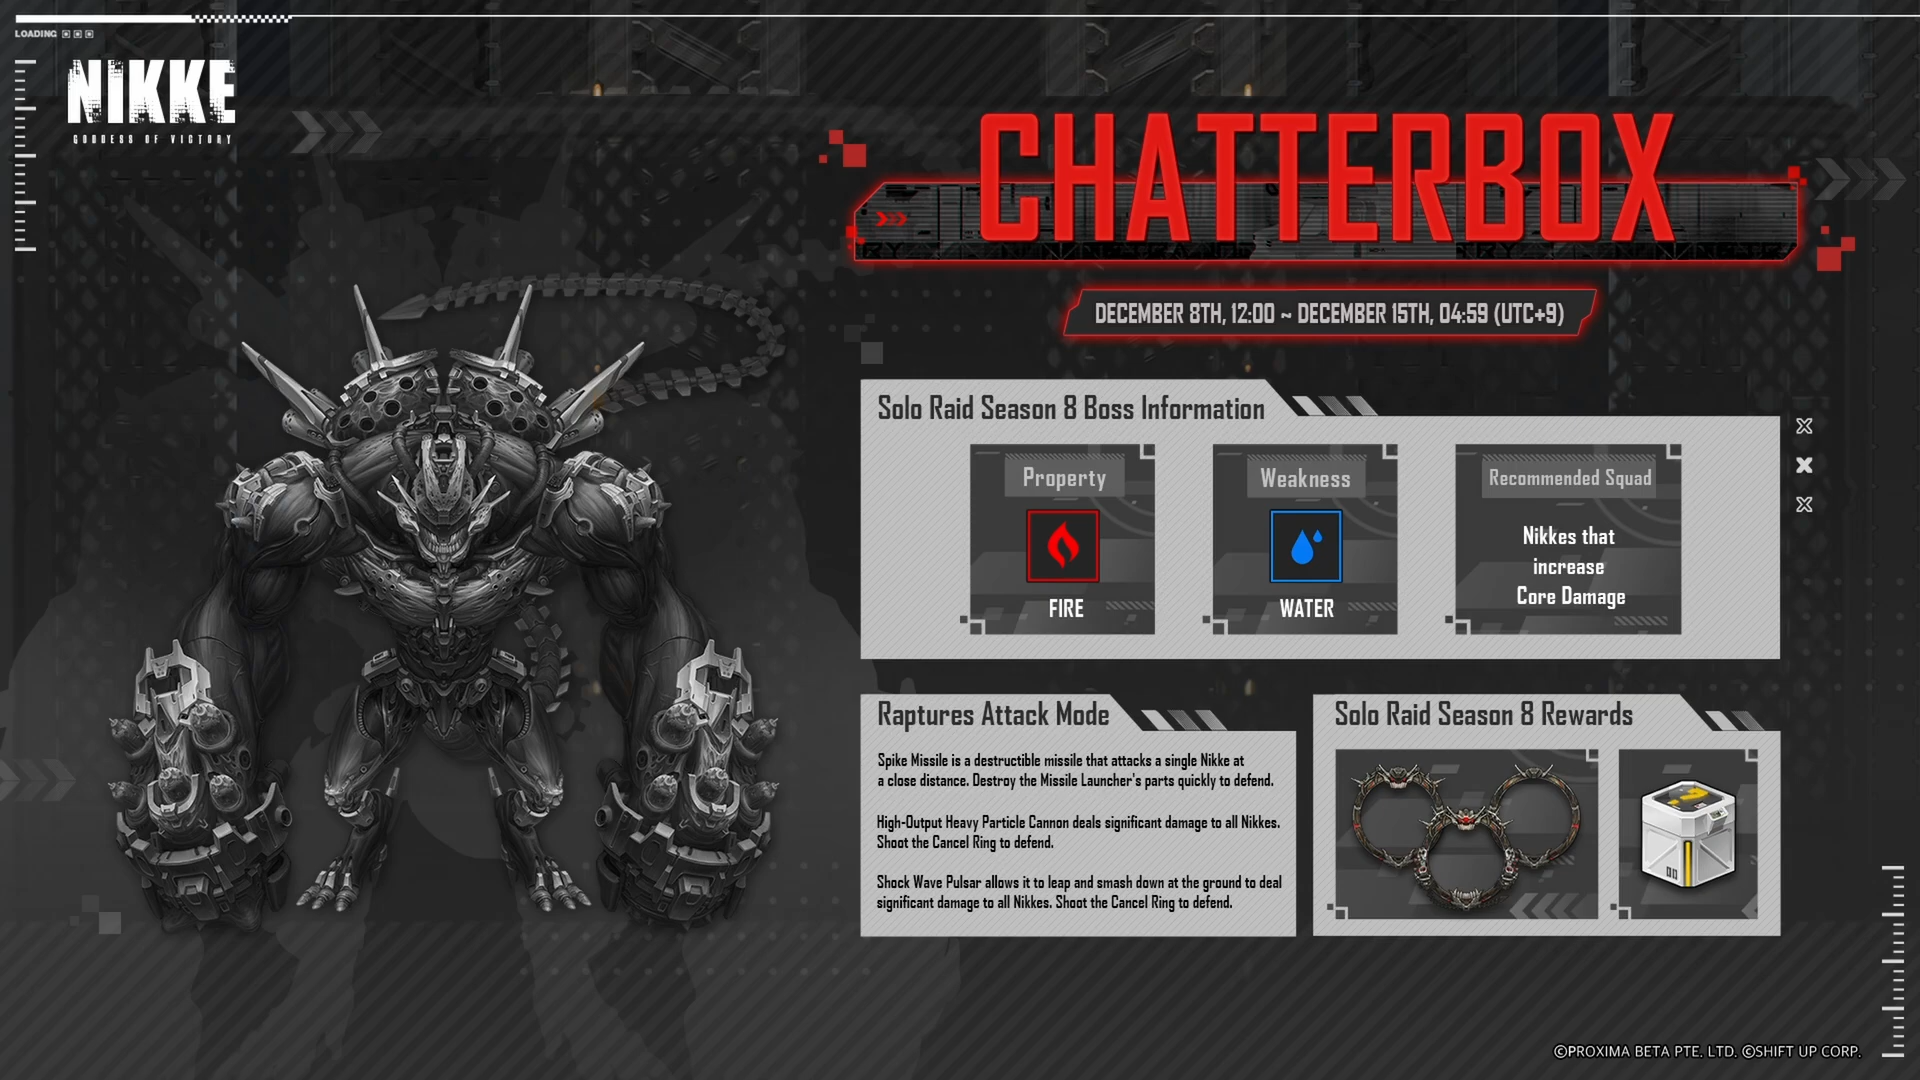 LOADING
NIKKE
GODDESS OF VICTORY
CHATTERBOX
DECEMBER 8TH, 12:00 ~ DECEMBER 15TH, 04:59 (UTC+9)
Solo Raid Season 8 Boss Information
Property
FIRE
Weakness
WATER
Recommended Squad
Nikkes that
increase
Core Damage
Raptures Attack Mode
Spike Missile is a destructible missile that attacks a single Nikke at
a close distance. Destroy the Missile Launcher's parts quickly to defend.
High-Output Heavy Particle Cannon deals significant damage to all Nikkes.
Shoot the Cancel Ring to defend.
Shock Wave Pulsar allows it to leap and smash down at the ground to deal
significant damage to all Nikkes. Shoot the Cancel Ring to defend.
Solo Raid Season 8 Rewards
?
00
©PROXIMA BETA PTE. LTD. ©SHIFT UP CORP.